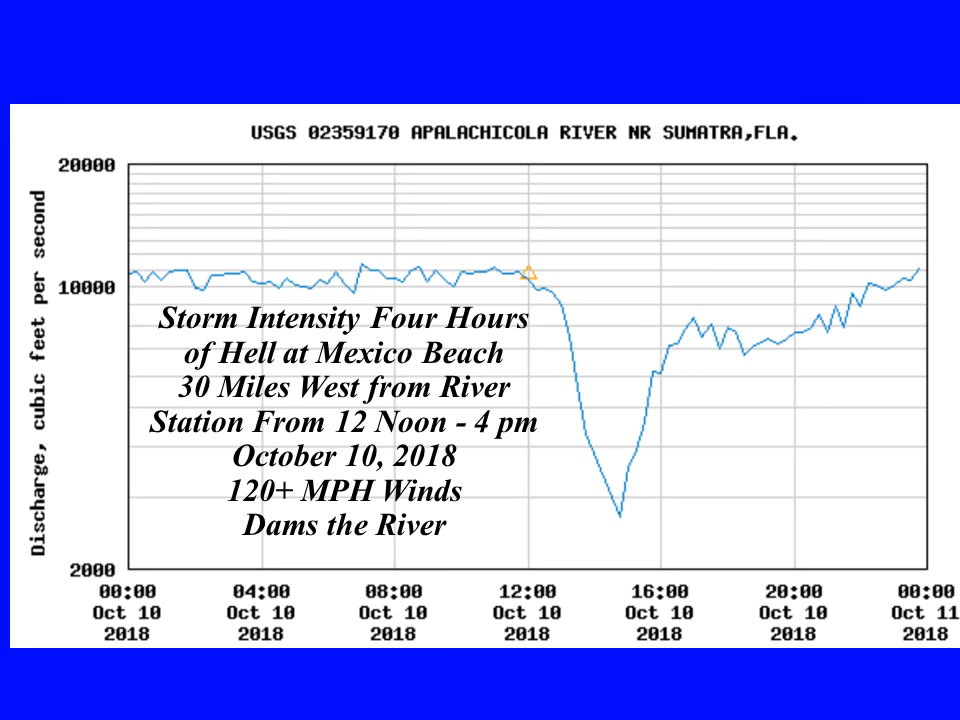 USGS 02359170 APALACHICOLA RIVER NR SUMATRA,FLA.
20000
10000
2000
Discharge, cubic feet per second
Storm Intensity Four Hours
of Hell at Mexico Beach
30 Miles West from River
Station From 12 Noon - 4 pm
October 10, 2018
120+ MPH Winds
Dams the River
00:00 04:00 08:00 12:00 16:00 20:00 00:00
Oct 10 Oct 10 Oct 10 Oct 10 Oct 10 Oct 10 Oct 11
2018 2018 2018 2018 2018 2018 2018